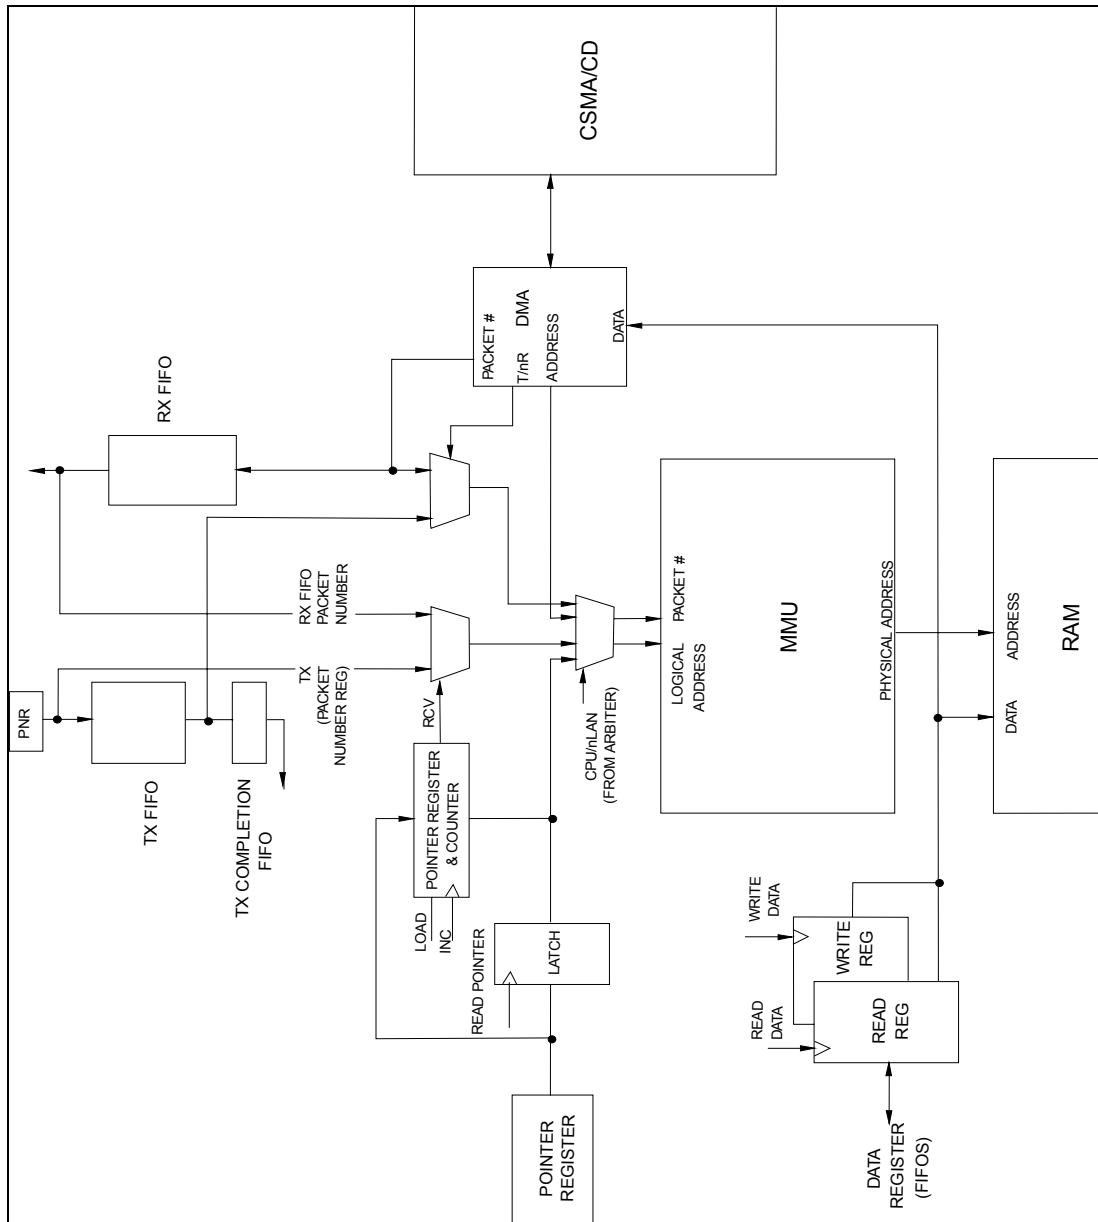 CSMA/CD
PACKET #
T/nR
DMA
ADDRESS
DATA
RX FIFO
RX FIFO
PACKET
NUMBER
TX
(PACKET
NUMBER REG)
PNR
TX FIFO
TX COMPLETION
FIFO
RCV
POINTER REGISTER
& COUNTER
LOAD
INC
CPU/nLAN
(FROM ARBITER)
PACKET #
LOGICAL
ADDRESS
MMU
PHYSICAL ADDRESS
ADDRESS
DATA
RAM
READ POINTER
LATCH
WRITE
DATA
WRITE
REG
READ
DATA
READ
REG
POINTER
REGISTER
DATA
REGISTER
(FIFOS)